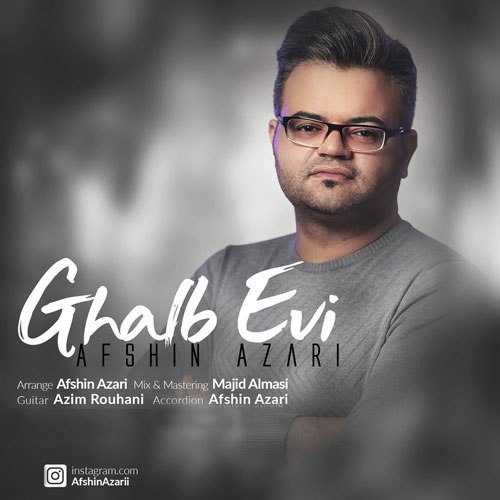 Ghalb Evi
AFSHIN AZARI
Arrange Afshin Azari Mix & Mastering Majid Almasi
Guitar Azim Rouhani Accordion Afshin Azari
instagram.com
AfshinAzarii